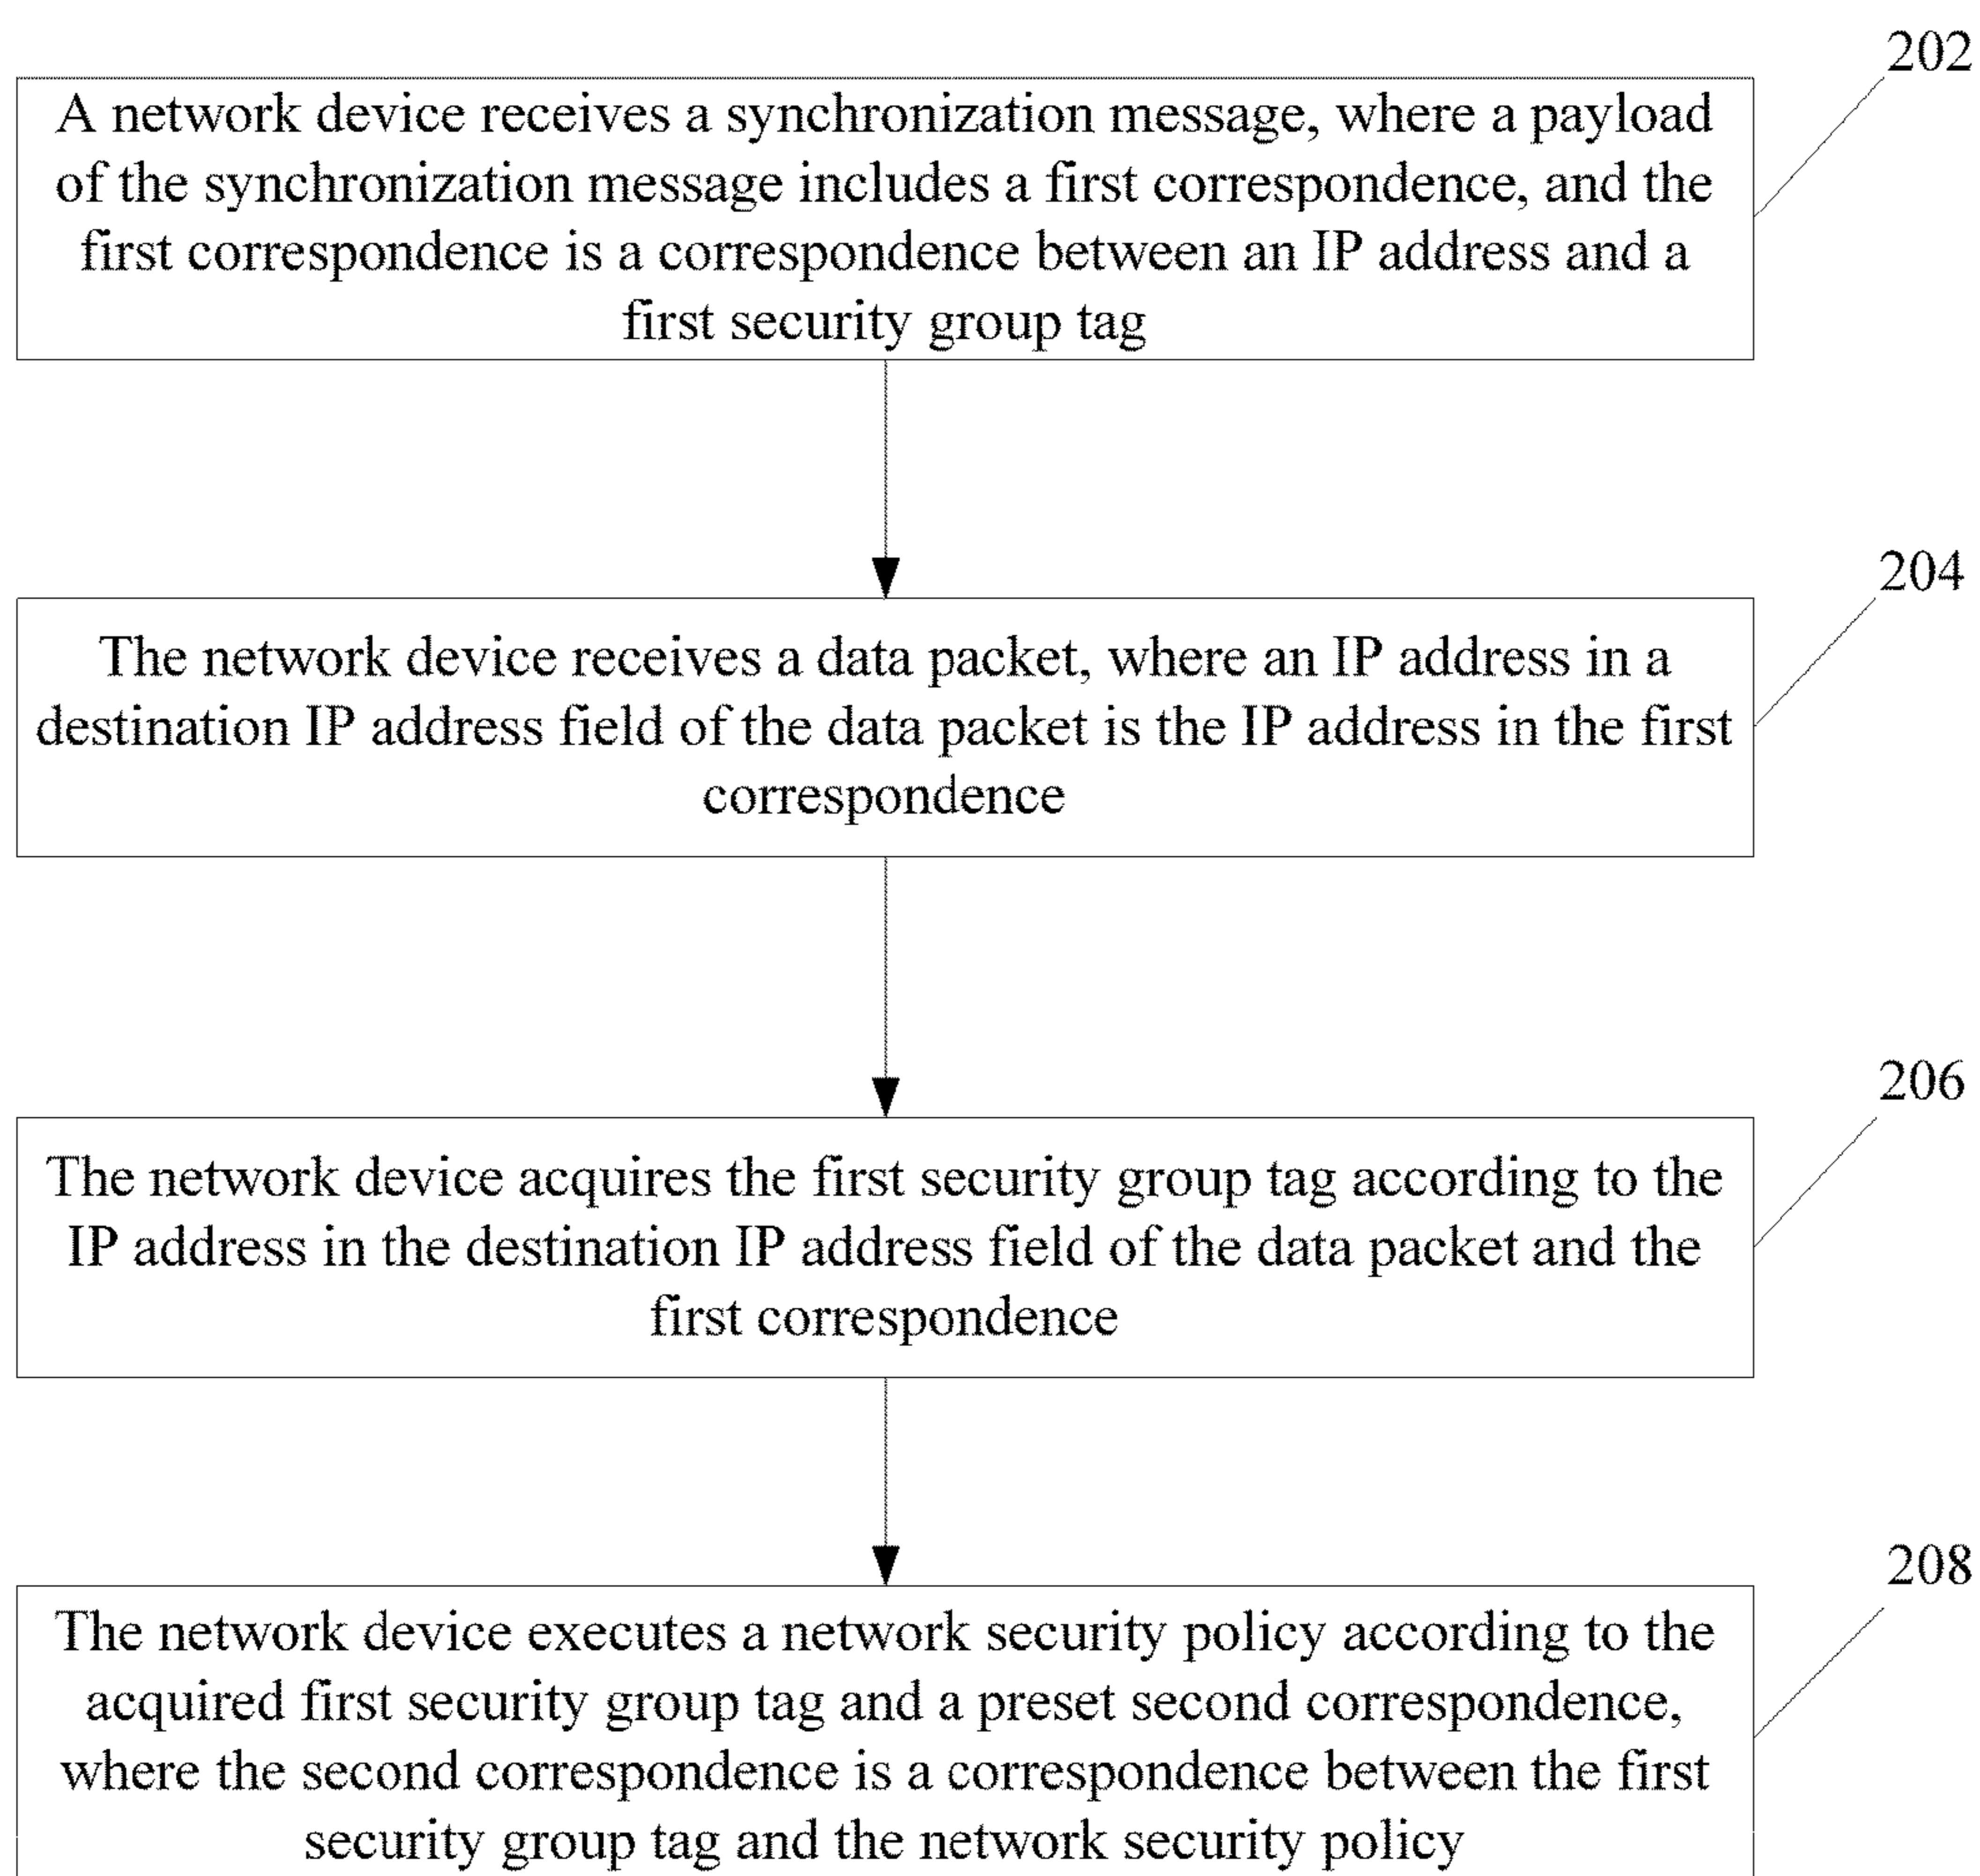 202
A network device receives a synchronization message, where a payload
of the synchronization message includes a first correspondence, and the
first correspondence is a correspondence between an IP address and a
first security group tag
204
The network device receives a data packet, where an IP address in a
destination IP address field of the data packet is the IP address in the first
correspondence
206
The network device acquires the first security group tag according to the
IP address in the destination IP address field of the data packet and the
first correspondence
208
The network device executes a network security policy according to the
acquired first security group tag and a preset second correspondence,
where the second correspondence is a correspondence between the first
security group tag and the network security policy